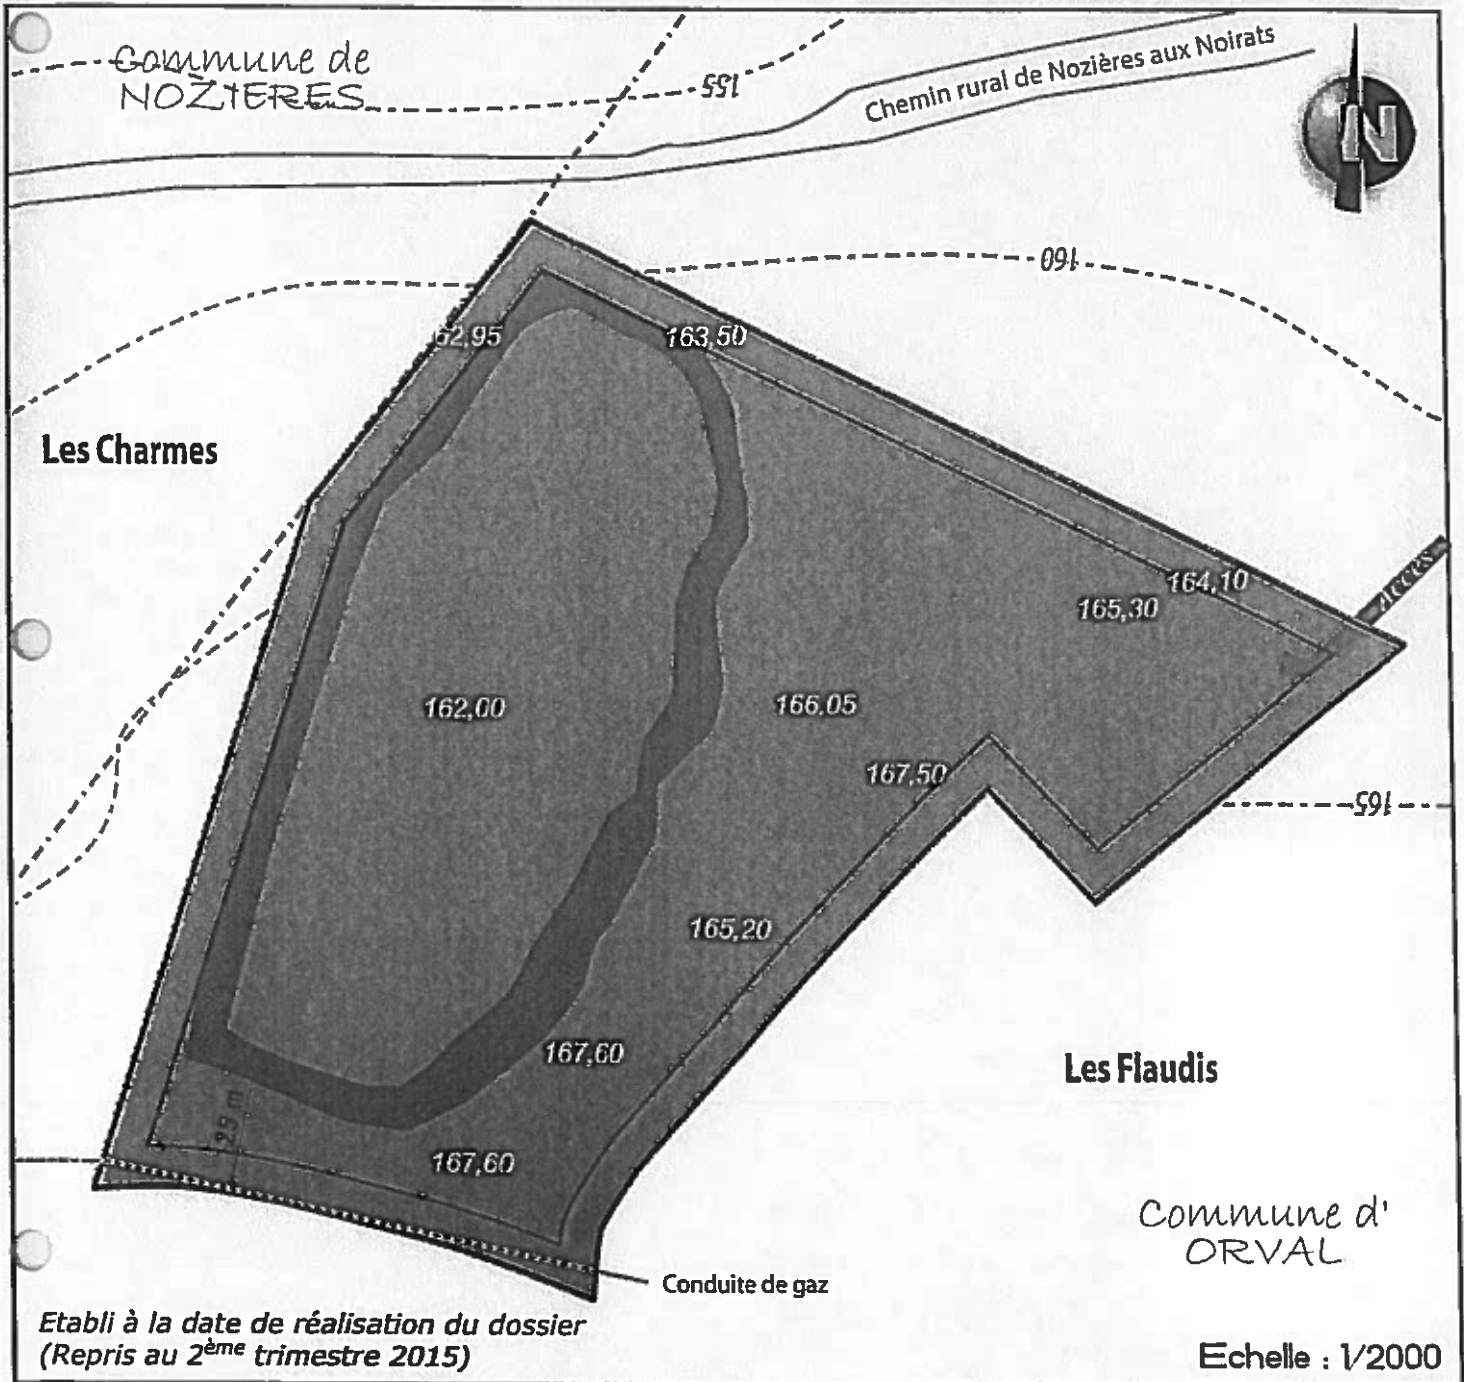 Commune de
NOZIERES
155
Chemin rural de Nozières aux Noirats
N
160
62,95
163,50
Les Charmes
Accès
164,10
165,30
162,00
166,05
167,50
165
165,20
167,60
Les Flaudis
29 m
167,60
Commune d'
ORVAL
Conduite de gaz
Etabli à la date de réalisation du dossier
(Repris au 2ème trimestre 2015)
Echelle : 1/2000